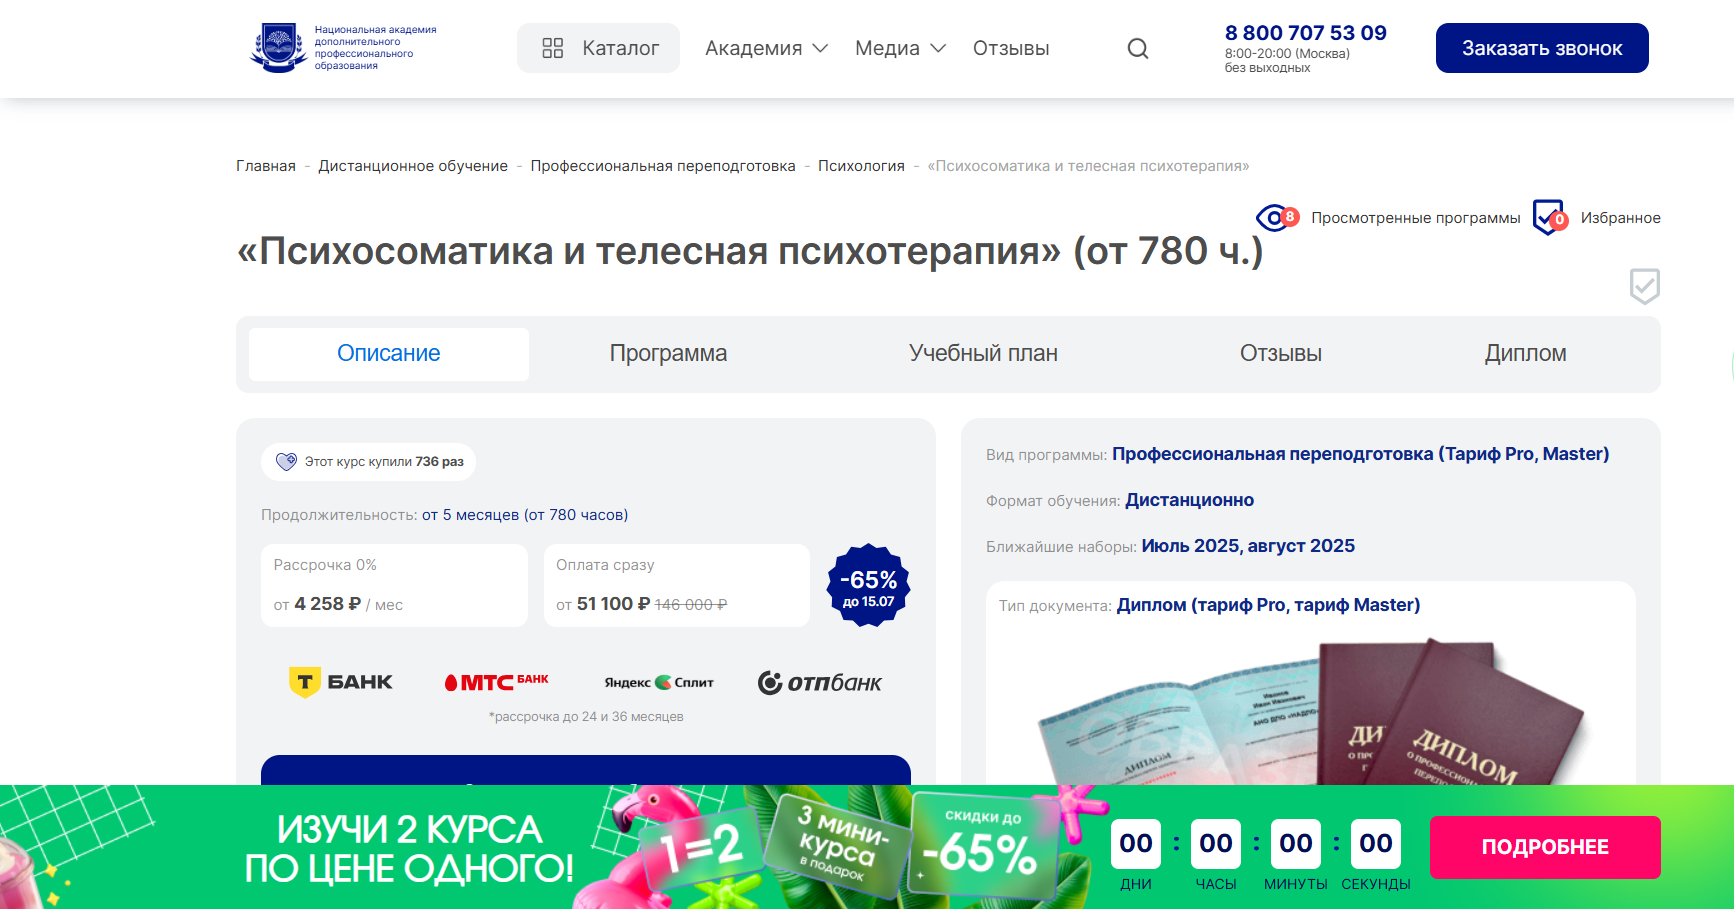 Национальная академия
дополнительного
профессионального
образования
Каталог
Академия
Медиа
Отзывы
8 800 707 53 09
8:00-20:00 (Москва)
без выходных
Заказать звонок
Главная - Дистанционное обучение - Профессиональная переподготовка - Психология - «Психосоматика и телесная психотерапия»
8 Просмотренные программы 0 Избранное
«Психосоматика и телесная психотерапия» (от 780 ч.)
Описание
Программа
Учебный план
Отзывы
Диплом
Этот курс купили 736 раз
Продолжительность: от 5 месяцев (от 780 часов)
Рассрочка 0%
от 4 258 ₽ / мес
Оплата сразу
от 51 100 ₽ 146 000 ₽
-65%
до 15.07
Т БАНК
МТС БАНК
Яндекс Сплит
отпбанк
*рассрочка до 24 и 36 месяцев
Вид программы: Профессиональная переподготовка (Тариф Pro, Master)
Формат обучения: Дистанционно
Ближайшие наборы: Июль 2025, август 2025
Тип документа: Диплом (тариф Pro, тариф Master)
Иванов
Иван Иванович
ДИПЛОМ
ДИ
ДИПЛОМ
ИЗУЧИ 2 КУРСА
ПО ЦЕНЕ ОДНОГО!
1=2
3 МИНИ-
курса
в подарок
СКИДКИ ДО
-65%
00 : 00 : 00 : 00
ДНИ ЧАСЫ МИНУТЫ СЕКУНДЫ
ПОДРОБНЕЕ